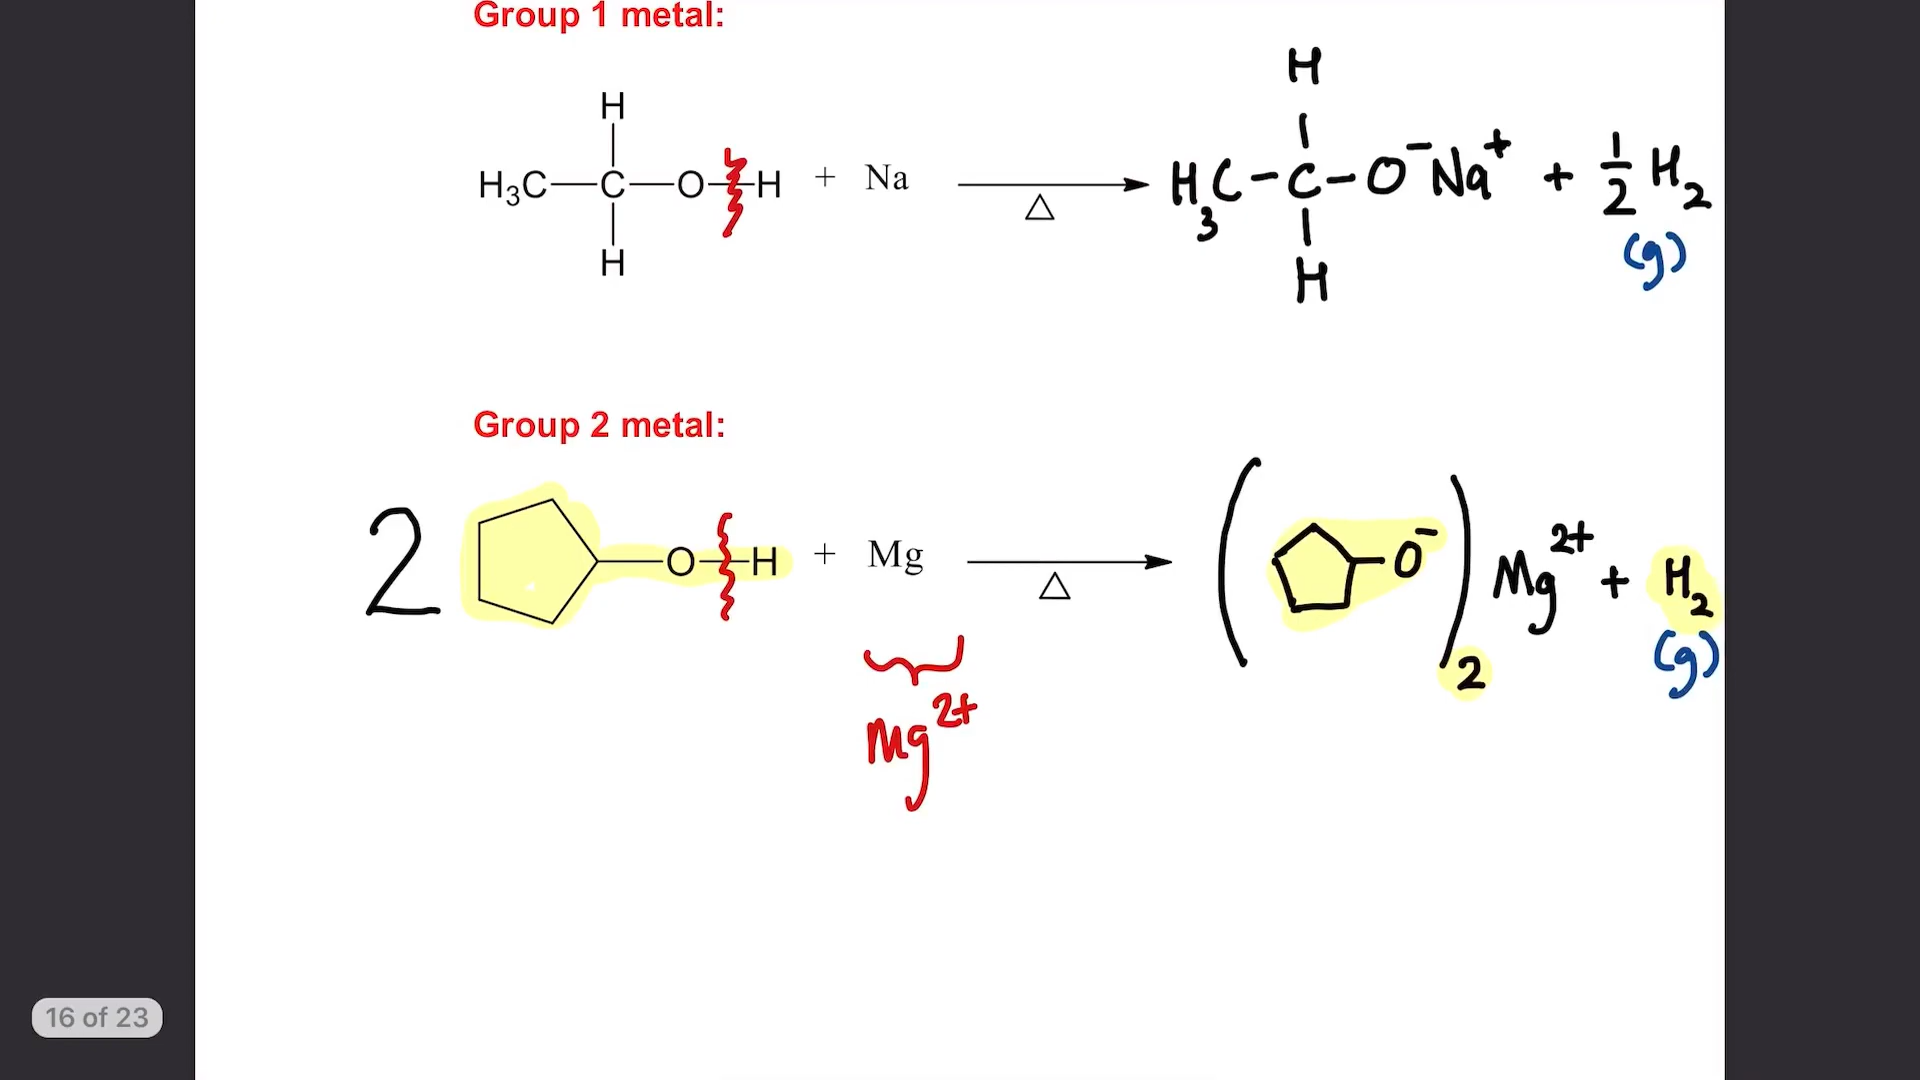 Group 1 metal:
H
H
H₃C—C—O—H + Na → H₃C-C-O⁻Na⁺ + ½ H₂
△
(g)
H
H
Group 2 metal:
2 O—H + Mg → ( O⁻ )₂ Mg²⁺ + H₂
△
(g)
Mg²⁺
16 of 23